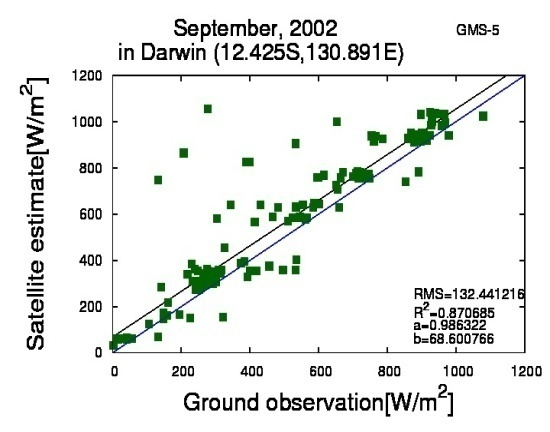 September, 2002
GMS-5
in Darwin (12.425S,130.891E)
Satellite estimate[W/m²]
1200
1000
800
600
400
200
0
RMS=132.441216
R²=0.870685
a=0.986322
b=68.600766
0 200 400 600 800 1000 1200
Ground observation[W/m²]